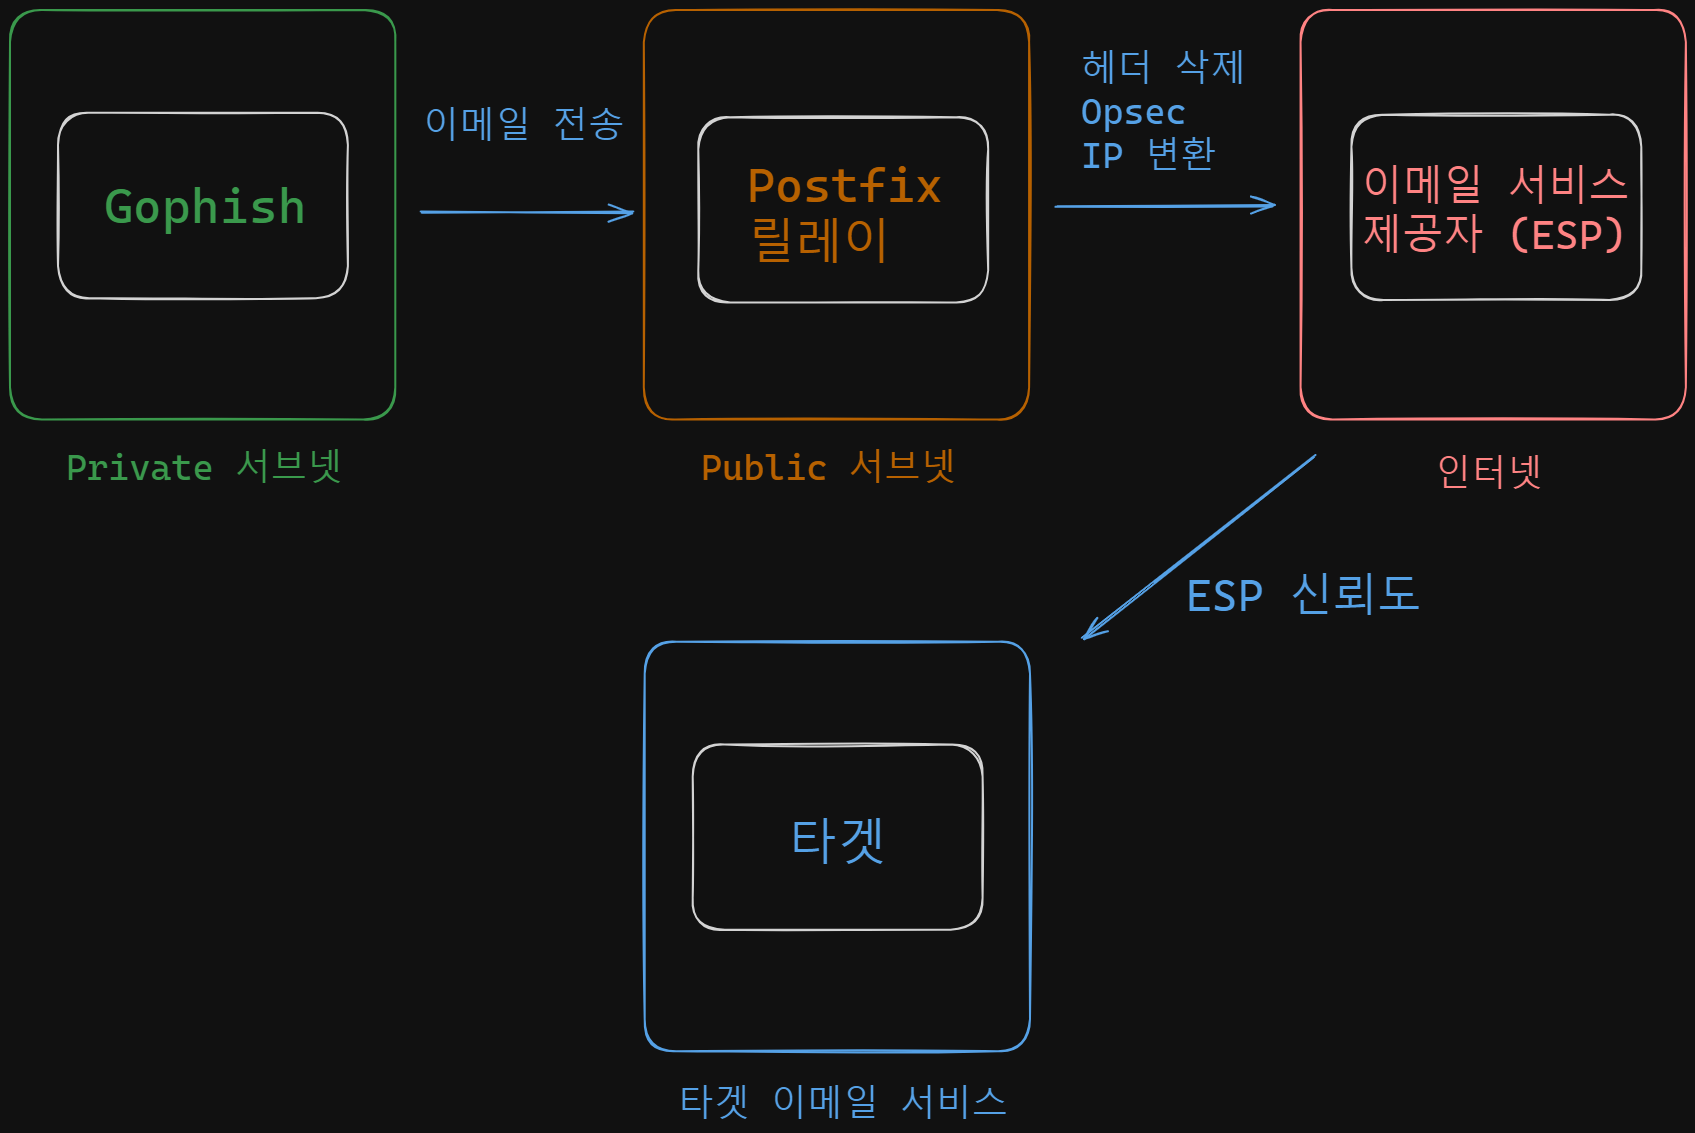 이메일 전송
헤더 삭제
Opsec
IP 변환
Gophish
Postfix
릴레이
이메일 서비스
제공자 (ESP)
Private 서브넷
Public 서브넷
인터넷
ESP 신뢰도
타겟
타겟 이메일 서비스